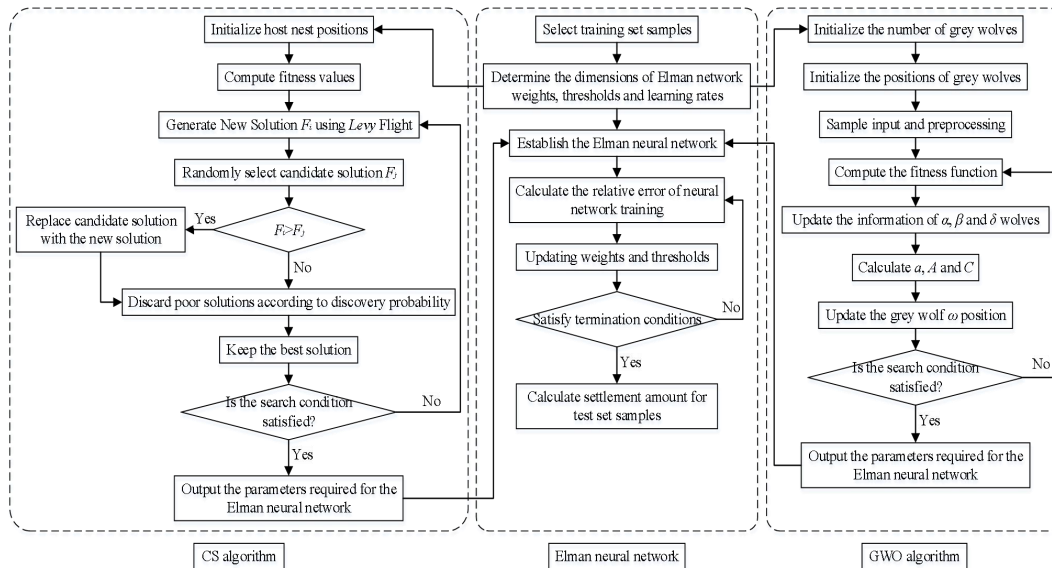 Initialize host nest positions
Compute fitness values
Generate New Solution Fi using Levy Flight
Randomly select candidate solution FJ
Replace candidate solution
with the new solution
Yes
Fi>FJ
No
Discard poor solutions according to discovery probability
Keep the best solution
Is the search condition
satisfied?
No
Yes
Output the parameters required for the
Elman neural network
CS algorithm
Select training set samples
Determine the dimensions of Elman network
weights, thresholds and learning rates
Establish the Elman neural network
Calculate the relative error of neural
network training
Updating weights and thresholds
No
Satisfy termination conditions
Yes
Calculate settlement amount for
test set samples
Elman neural network
Initialize the number of grey wolves
Initialize the positions of grey wolves
Sample input and preprocessing
Compute the fitness function
Update the information of α, β and δ wolves
Calculate a, A and C
Update the grey wolf ω position
Is the search condition
satisfied?
No
Yes
Output the parameters required for the
Elman neural network
GWO algorithm